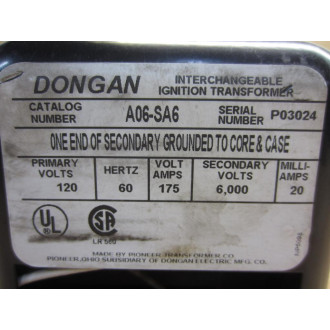 DONGAN
INTERCHANGEABLE
IGNITION TRANSFORMER
CATALOG NUMBER A06-SA6 SERIAL NUMBER P03024
ONE END OF SECONDARY GROUNDED TO CORE & CASE
PRIMARY VOLTS HERTZ VOLT AMPS SECONDARY VOLTS MILLI-AMPS
120 60 175 6,000 20
UL SA
LR 500
MADE BY PIONEER TRANSFORMER CO.
PIONEER, OHIO SUBSIDIARY OF DONGAN ELECTRIC MFG. CO.